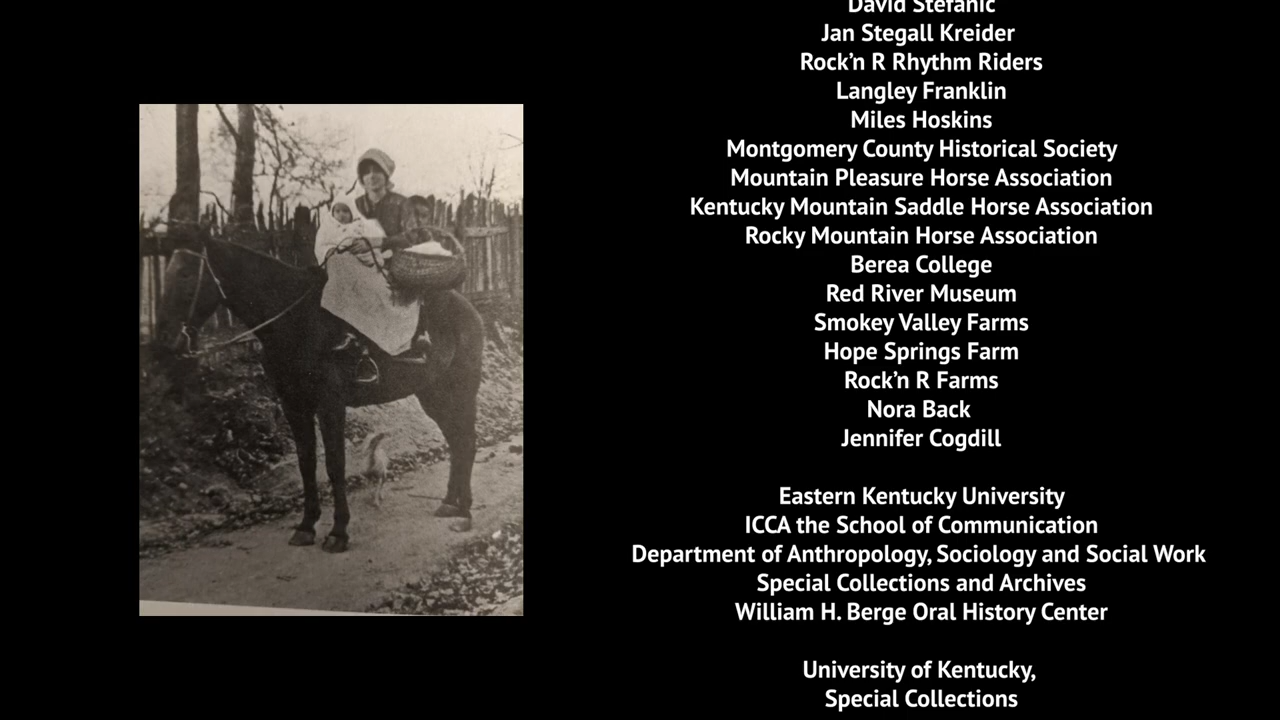 David Stefanic
Jan Stegall Kreider
Rock’n R Rhythm Riders
Langley Franklin
Miles Hoskins
Montgomery County Historical Society
Mountain Pleasure Horse Association
Kentucky Mountain Saddle Horse Association
Rocky Mountain Horse Association
Berea College
Red River Museum
Smokey Valley Farms
Hope Springs Farm
Rock’n R Farms
Nora Back
Jennifer Cogdill
Eastern Kentucky University
ICCA the School of Communication
Department of Anthropology, Sociology and Social Work
Special Collections and Archives
William H. Berge Oral History Center
University of Kentucky,
Special Collections